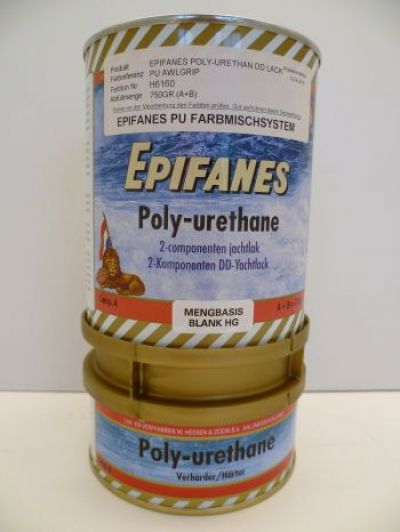 Produkt EPIFANES POLY-URETHAN DD LACK
Farbreferenz PU AWLGRIP
Farbton Nr H6160
Abfüllmenge 750GR (A+B)
EPIFANES PU FARBMISCHSYSTEM
EPIFANES
Poly-urethane
2-componenten jachtlak
2-Komponenten DD-Yachtlack
Comp. A
MENGBASIS
BLANK HG
Poly-urethane
Verharder/Härter